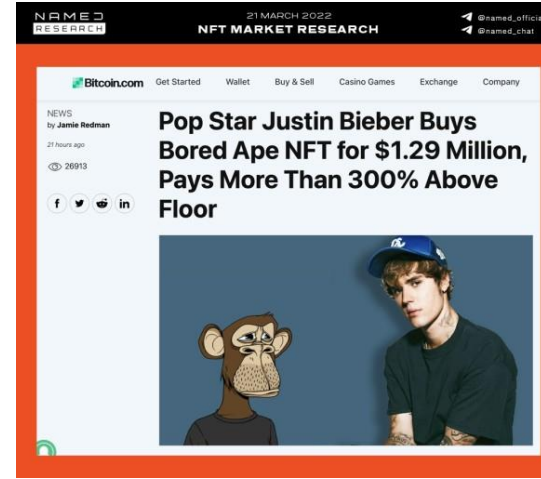 NAMED
RESEARCH
21 MARCH 2022
NFT MARKET RESEARCH
@named_officia
@named_chat
Bitcoin.com Get Started Wallet Buy & Sell Casino Games Exchange Company
NEWS
by Jamie Redman
21 hours ago
26913
Pop Star Justin Bieber Buys
Bored Ape NFT for $1.29 Million,
Pays More Than 300% Above
Floor